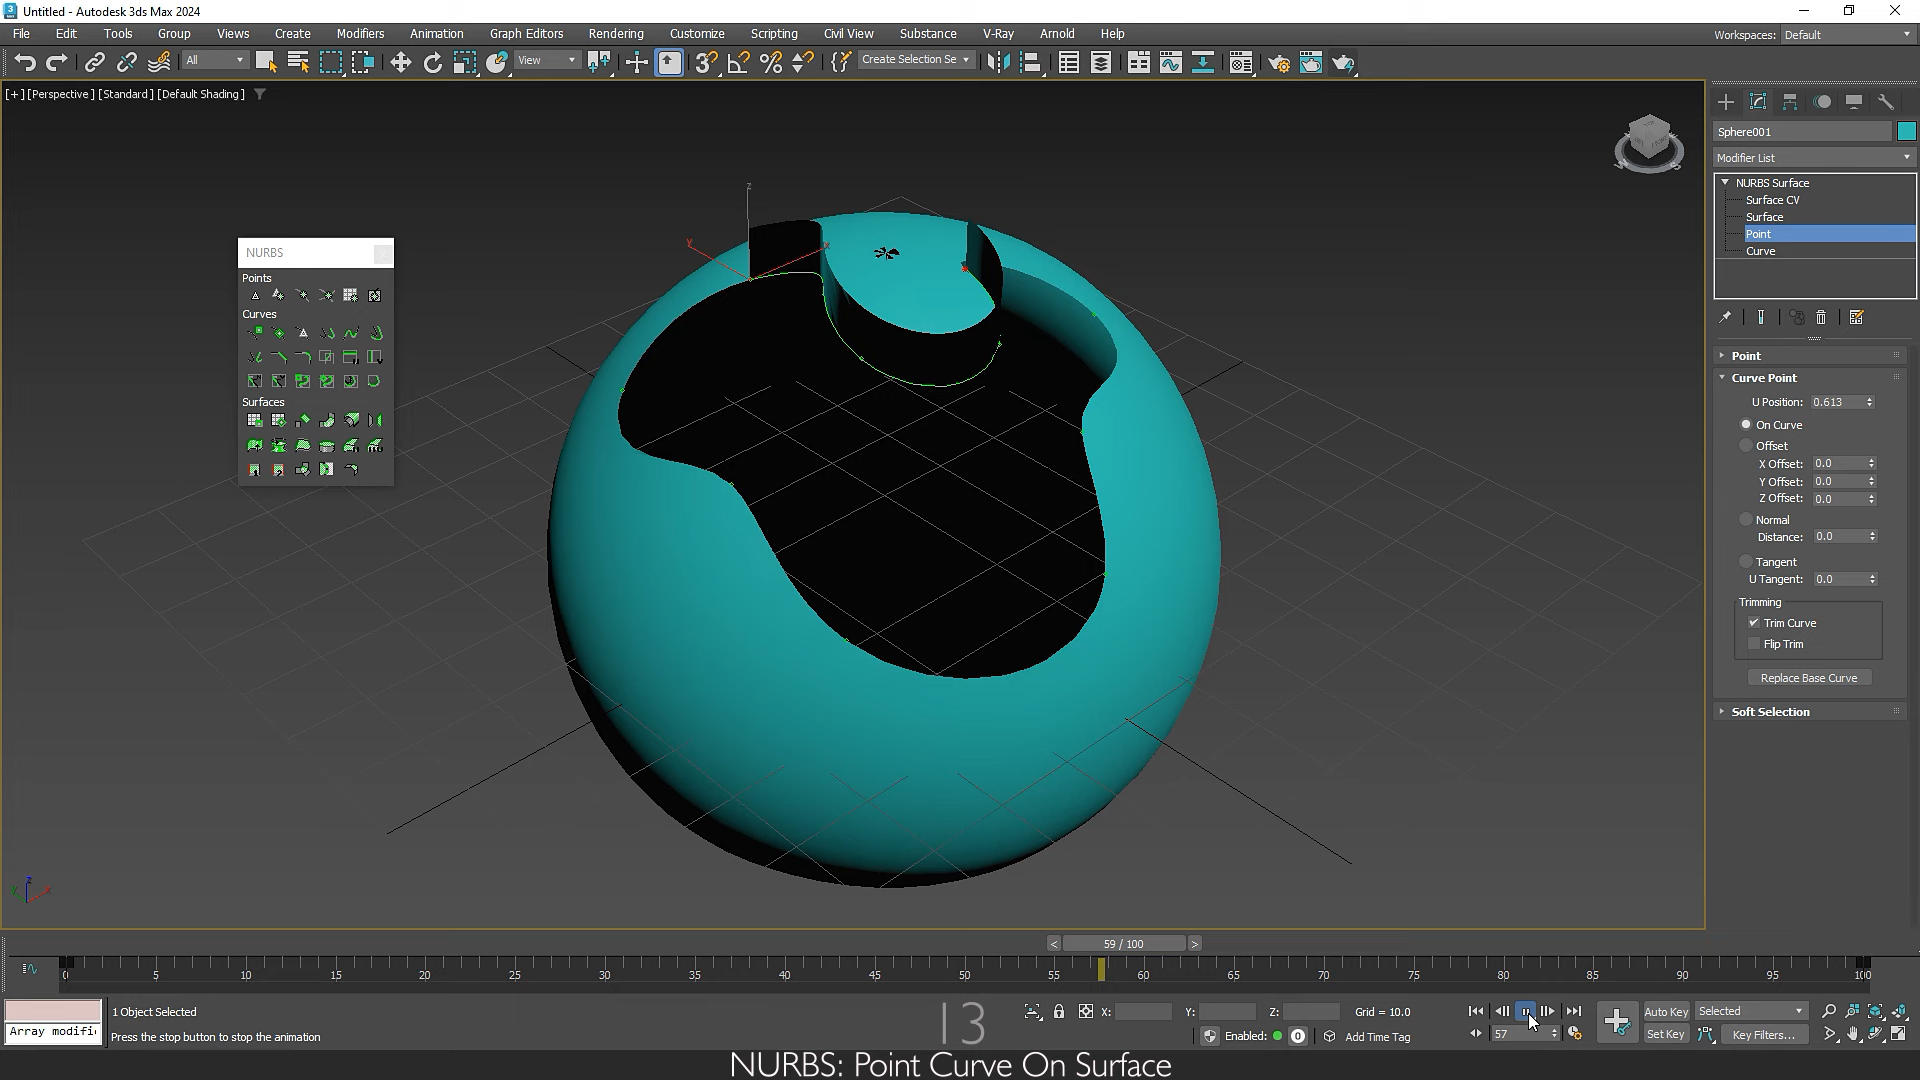 Untitled - Autodesk 3ds Max 2024
File Edit Tools Group Views Create Modifiers Animation Graph Editors Rendering Customize Scripting Civil View Substance V-Ray Arnold Help
Workspaces: Default
All View Create Selection Se
[+] [Perspective] [Standard] [Default Shading]
Sphere001
Modifier List
NURBS Surface
Surface CV
Surface
Point
Curve
NURBS
Points
Curves
Surfaces
z
y
x
Point
Curve Point
U Position: 0.613
On Curve
Offset
X Offset: 0.0
Y Offset: 0.0
Z Offset: 0.0
Normal
Distance: 0.0
Tangent
U Tangent: 0.0
Trimming
Trim Curve
Flip Trim
Replace Base Curve
Soft Selection
z
y
x
< 59 / 100 >
0 5 10 15 20 25 30 35 40 45 50 55 60 65 70 75 80 85 90 95 100
1 Object Selected
Array modifi
Press the stop button to stop the animation
13
X: Y: Z: Grid = 10.0
Enabled: 0 Add Time Tag
57
Auto Key Selected
Set Key Key Filters...
NURBS: Point Curve On Surface